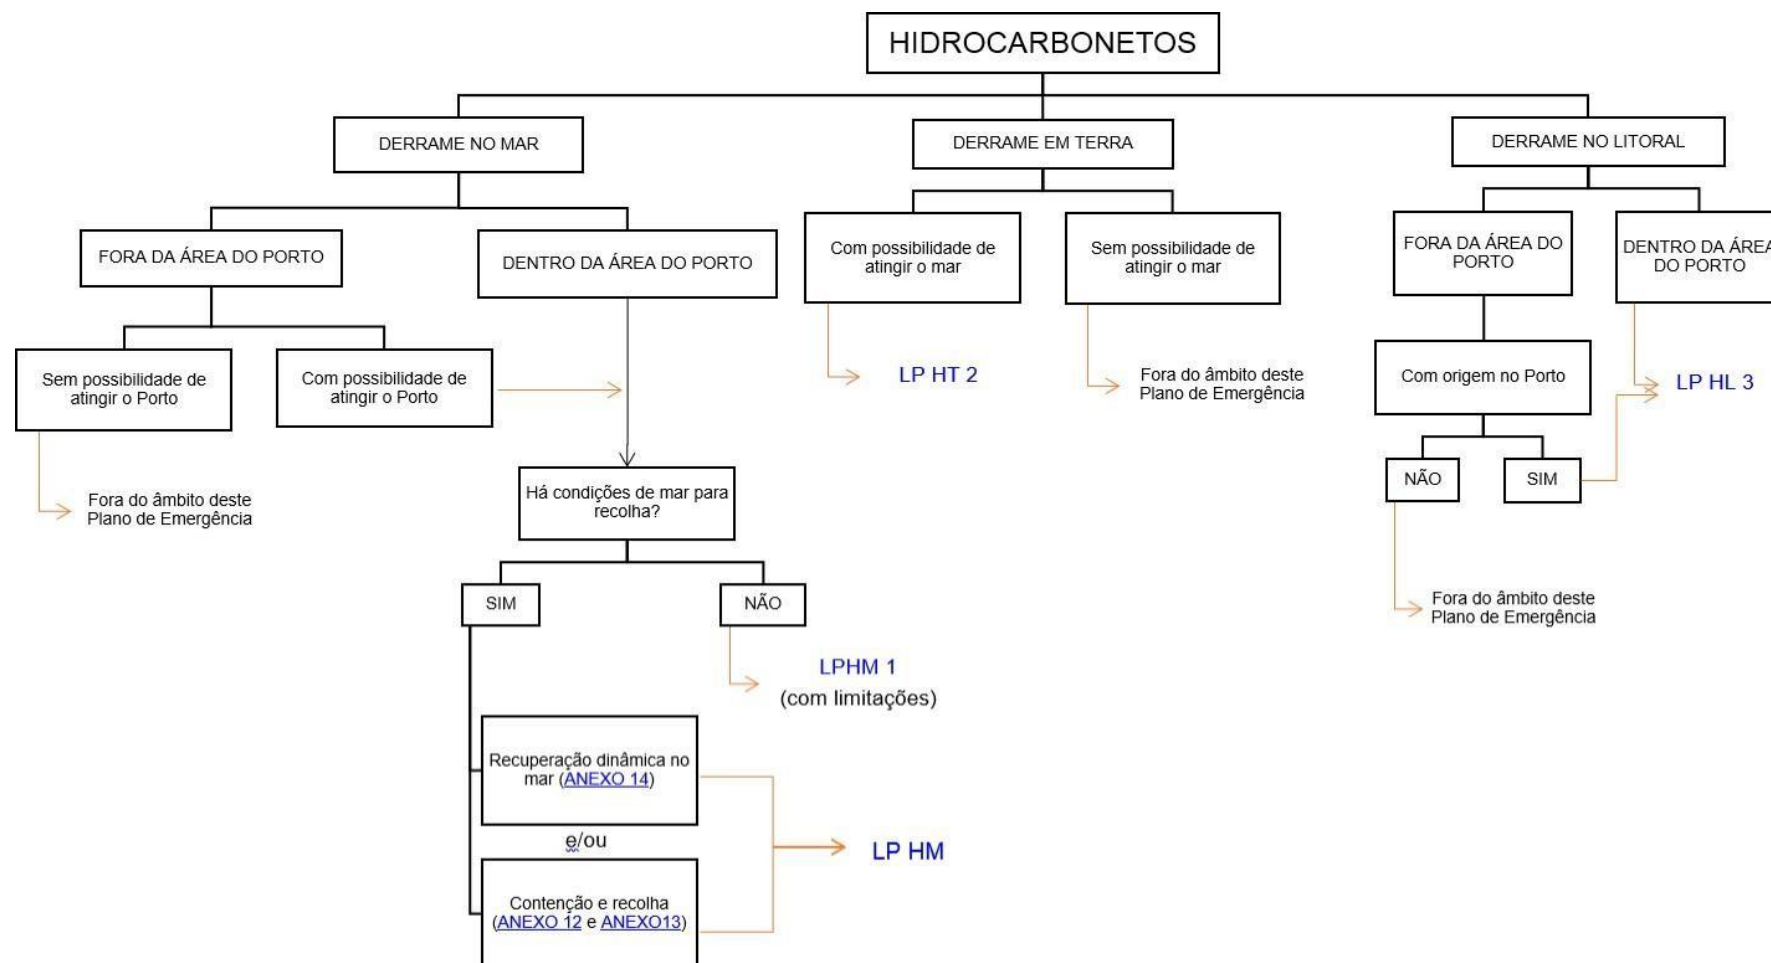 HIDROCARBONETOS
DERRAME NO MAR
DERRAME EM TERRA
DERRAME NO LITORAL
FORA DA ÁREA DO PORTO
DENTRO DA ÁREA DO PORTO
Com possibilidade de
atingir o mar
Sem possibilidade de
atingir o mar
FORA DA ÁREA DO
PORTO
DENTRO DA ÁREA
DO PORTO
Sem possibilidade de
atingir o Porto
Com possibilidade de
atingir o Porto
LP HT 2
Fora do âmbito deste
Plano de Emergência
Com origem no Porto
LP HL 3
NÃO
SIM
Fora do âmbito deste
Plano de Emergência
Há condições de mar para
recolha?
SIM
NÃO
Fora do âmbito deste
Plano de Emergência
LPHM 1
(com limitações)
Recuperação dinâmica no
mar (ANEXO 14)
e/ou
LP HM
Contenção e recolha
(ANEXO 12 e ANEXO13)